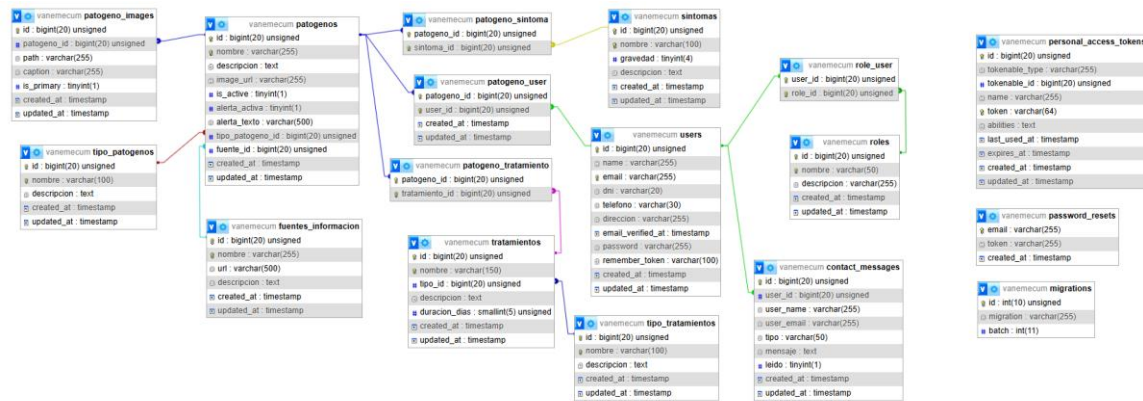 vanemecum patogeno_images
id : bigint(20) unsigned
patogeno_id : bigint(20) unsigned
path : varchar(255)
caption : varchar(255)
is_primary : tinyint(1)
created_at : timestamp
updated_at : timestamp
vanemecum tipo_patogenos
id : bigint(20) unsigned
nombre : varchar(100)
descripcion : text
created_at : timestamp
updated_at : timestamp
vanemecum patogenos
id : bigint(20) unsigned
nombre : varchar(255)
descripcion : text
image_url : varchar(255)
is_active : tinyint(1)
alerta_activa : tinyint(1)
alerta_texto : varchar(500)
tipo_patogeno_id : bigint(20) unsigned
fuente_id : bigint(20) unsigned
created_at : timestamp
updated_at : timestamp
vanemecum fuentes_informacion
id : bigint(20) unsigned
nombre : varchar(255)
url : varchar(500)
descripcion : text
created_at : timestamp
updated_at : timestamp
vanemecum patogeno_sintoma
patogeno_id : bigint(20) unsigned
sintoma_id : bigint(20) unsigned
vanemecum patogeno_user
patogeno_id : bigint(20) unsigned
user_id : bigint(20) unsigned
created_at : timestamp
updated_at : timestamp
vanemecum patogeno_tratamiento
patogeno_id : bigint(20) unsigned
tratamiento_id : bigint(20) unsigned
vanemecum tratamientos
id : bigint(20) unsigned
nombre : varchar(150)
tipo_id : bigint(20) unsigned
descripcion : text
duracion_dias : smallint(5) unsigned
created_at : timestamp
updated_at : timestamp
vanemecum tipo_tratamientos
id : bigint(20) unsigned
nombre : varchar(100)
descripcion : text
created_at : timestamp
updated_at : timestamp
vanemecum sintomas
id : bigint(20) unsigned
nombre : varchar(100)
gravedad : tinyint(4)
descripcion : text
created_at : timestamp
updated_at : timestamp
vanemecum users
id : bigint(20) unsigned
name : varchar(255)
email : varchar(255)
dni : varchar(20)
telefono : varchar(30)
direccion : varchar(255)
email_verified_at : timestamp
password : varchar(255)
remember_token : varchar(100)
created_at : timestamp
updated_at : timestamp
vanemecum role_user
user_id : bigint(20) unsigned
role_id : bigint(20) unsigned
vanemecum roles
id : bigint(20) unsigned
nombre : varchar(50)
descripcion : varchar(255)
created_at : timestamp
updated_at : timestamp
vanemecum contact_messages
id : bigint(20) unsigned
user_id : bigint(20) unsigned
user_name : varchar(255)
user_email : varchar(255)
tipo : varchar(50)
mensaje : text
leido : tinyint(1)
created_at : timestamp
updated_at : timestamp
vanemecum personal_access_tokens
id : bigint(20) unsigned
tokenable_type : varchar(255)
tokenable_id : bigint(20) unsigned
name : varchar(255)
token : varchar(64)
abilities : text
last_used_at : timestamp
expires_at : timestamp
created_at : timestamp
updated_at : timestamp
vanemecum password_resets
email : varchar(255)
token : varchar(255)
created_at : timestamp
vanemecum migrations
id : int(10) unsigned
migration : varchar(255)
batch : int(11)